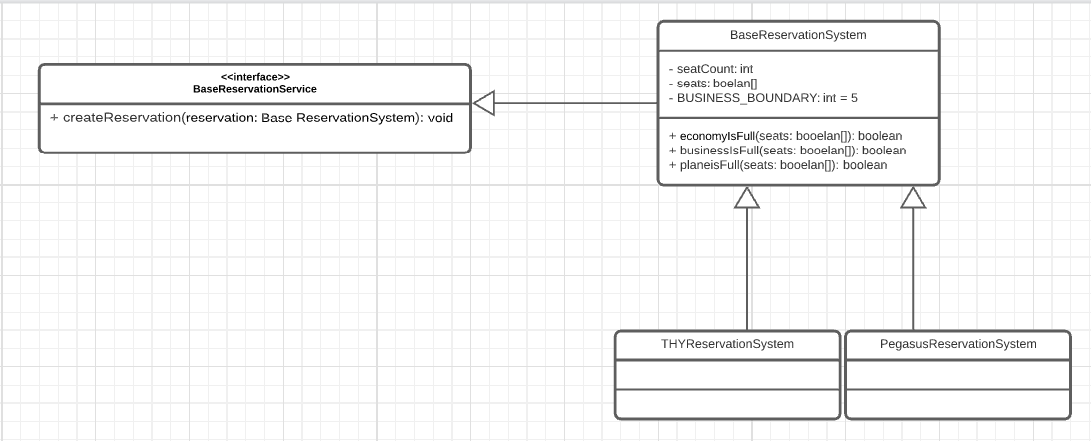 <<interface>>
BaseReservationService
+ createReservation(reservation: Base ReservationSystem): void
BaseReservationSystem
- seatCount: int
- seats: boelan[]
- BUSINESS_BOUNDARY: int = 5
+ economyIsFull(seats: booelan[]): boolean
+ businessIsFull(seats: booelan[]): boolean
+ planeisFull(seats: booelan[]): boolean
THYReservationSystem
PegasusReservationSystem